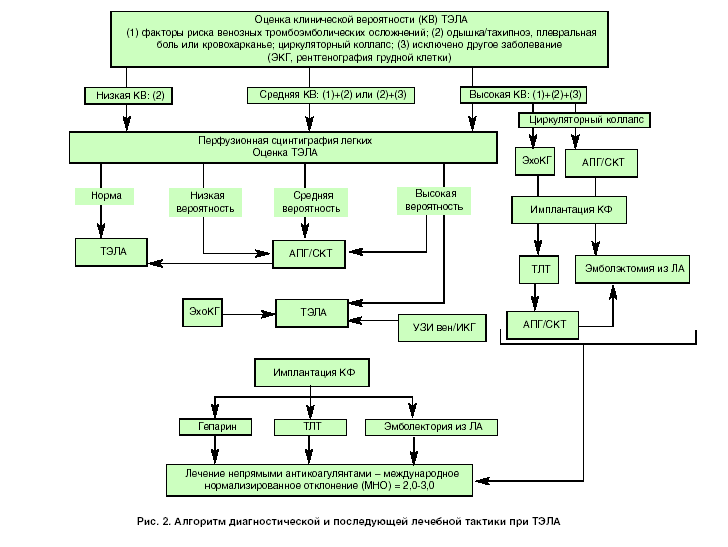 Оценка клинической вероятности (КВ) ТЭЛА
(1) факторы риска венозных тромбоэмболических осложнений; (2) одышка/тахипноэ, плевральная
боль или кровохарканье; циркуляторный коллапс; (3) исключено другое заболевание
(ЭКГ, рентгенография грудной клетки)
Низкая КВ: (2)
Средняя КВ: (1)+(2) или (2)+(3)
Высокая КВ: (1)+(2)+(3)
Циркуляторный коллапс
Перфузионная сцинтиграфия легких
Оценка ТЭЛА
ЭхоКГ
АПГ/СКТ
Норма
Низкая
вероятность
Средняя
вероятность
Высокая
вероятность
Имплантация КФ
ТЭЛА
АПГ/СКТ
ТЛТ
Эмболэктомия из ЛА
ЭхоКГ
ТЭЛА
УЗИ вен/ИКГ
АПГ/СКТ
Имплантация КФ
Гепарин
ТЛТ
Эмболектория из ЛА
Лечение непрямыми антикоагулянтами – международное
нормализированное отклонение (МНО) = 2,0-3,0
Рис. 2. Алгоритм диагностической и последующей лечебной тактики при ТЭЛА